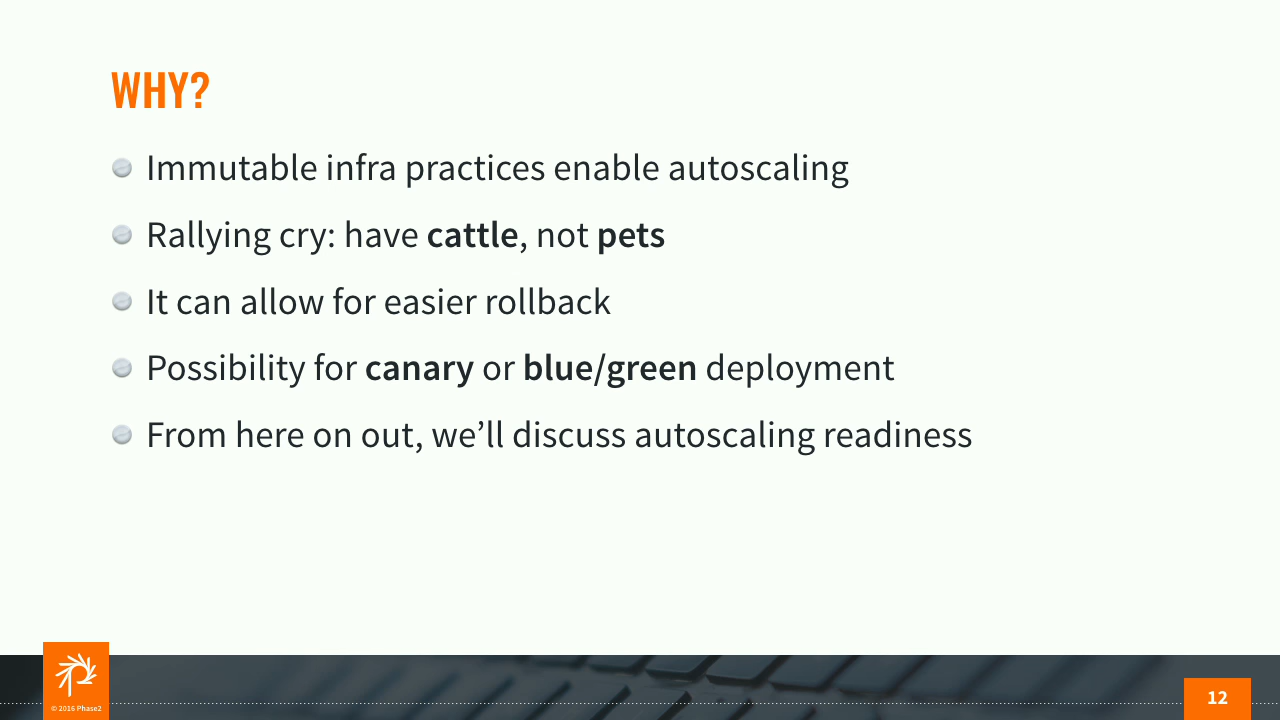 WHY?
Immutable infra practices enable autoscaling
Rallying cry: have cattle, not pets
It can allow for easier rollback
Possibility for canary or blue/green deployment
From here on out, we’ll discuss autoscaling readiness
© 2016 Phase2
12